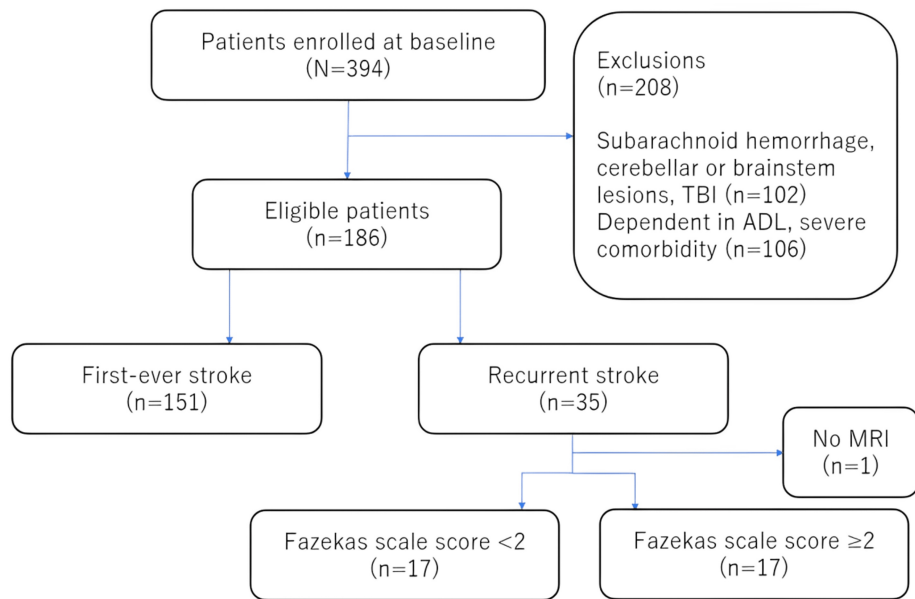 Patients enrolled at baseline
(N=394)
Exclusions
(n=208)
Subarachnoid hemorrhage,
cerebellar or brainstem
lesions, TBI (n=102)
Dependent in ADL, severe
comorbidity (n=106)
Eligible patients
(n=186)
First-ever stroke
(n=151)
Recurrent stroke
(n=35)
No MRI
(n=1)
Fazekas scale score <2
(n=17)
Fazekas scale score ≥2
(n=17)